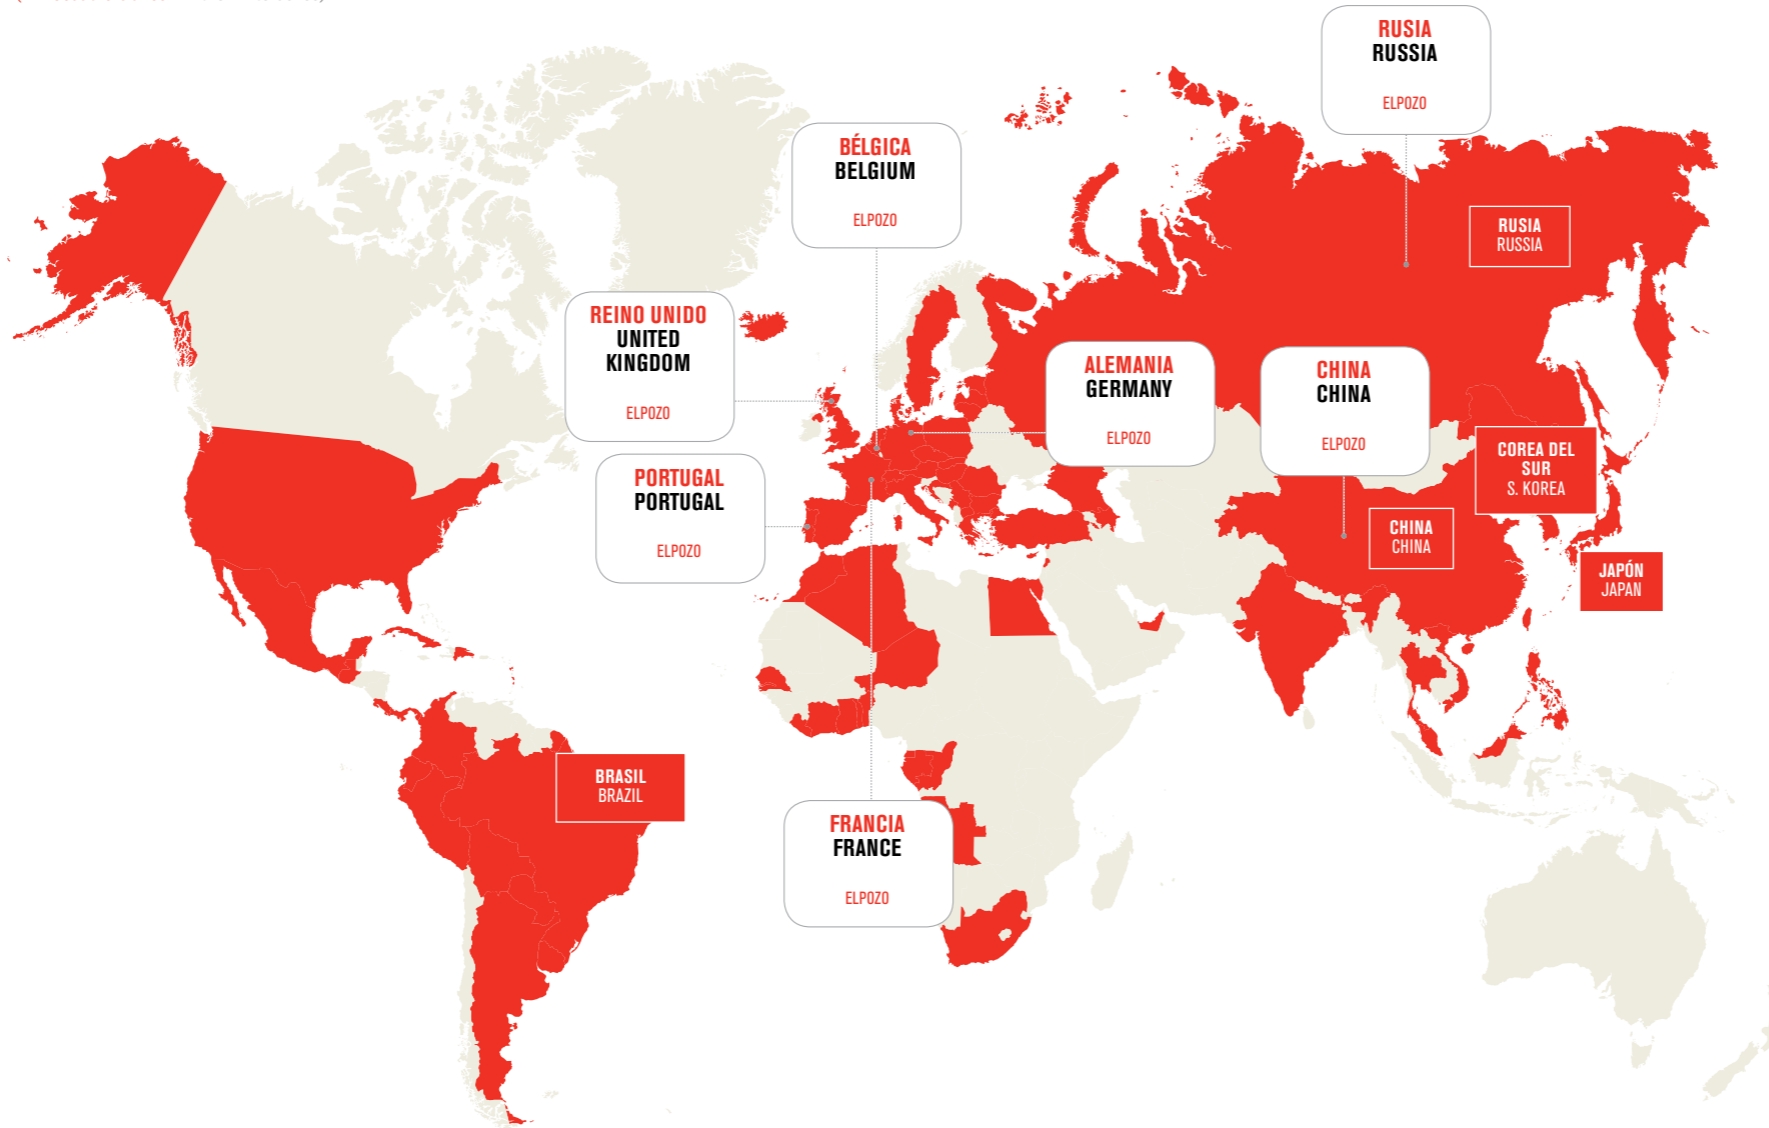 RUSIA
RUSSIA
ELPOZO
BÉLGICA
BELGIUM
ELPOZO
RUSIA
RUSSIA
REINO UNIDO
UNITED
KINGDOM
ELPOZO
ALEMANIA
GERMANY
ELPOZO
CHINA
CHINA
ELPOZO
COREA DEL
SUR
S. KOREA
PORTUGAL
PORTUGAL
ELPOZO
CHINA
CHINA
JAPÓN
JAPAN
BRASIL
BRAZIL
FRANCIA
FRANCE
ELPOZO